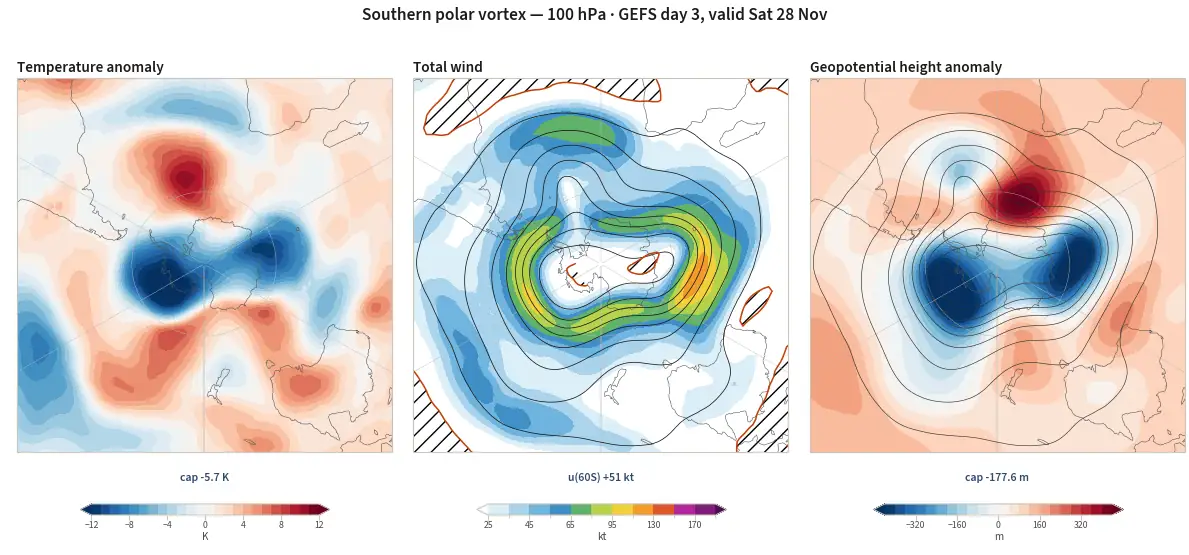 Southern polar vortex — 100 hPa · GEFS day 3, valid Sat 28 Nov
Temperature anomaly
Total wind
Geopotential height anomaly
cap -5.7 K
u(60S) +51 kt
cap -177.6 m
−12 −8 −4 0 4 8 12
K
25 45 65 95 130 170
kt
−320 −160 0 160 320
m